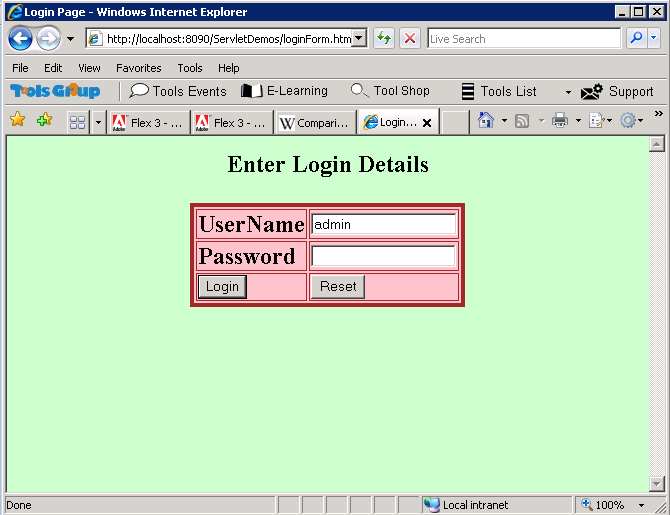 Login Page - Windows Internet Explorer
http://localhost:8090/ServletDemos/loginForm.htm
Live Search
File Edit View Favorites Tools Help
Tools Group Tools Events E-Learning Tool Shop Tools List Support
Flex 3 - ... Flex 3 - ... W Compari... Login...
Enter Login Details
UserName admin
Password
Login Reset
Done Local intranet 100%